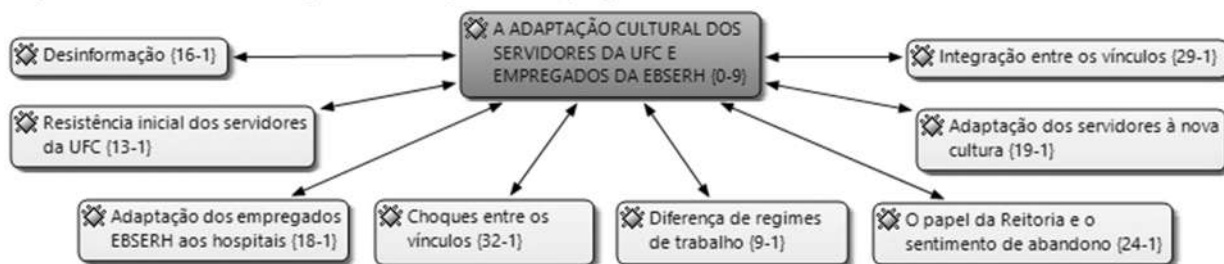 A ADAPTAÇÃO CULTURAL DOS
SERVIDORES DA UFC E
EMPREGADOS DA EBSERH {0-9}
Desinformação {16-1}
Integração entre os vínculos {29-1}
Resistência inicial dos servidores
da UFC {13-1}
Adaptação dos servidores à nova
cultura {19-1}
Adaptação dos empregados
EBSERH aos hospitais {18-1}
Choques entre os
vínculos {32-1}
Diferença de regimes
de trabalho {9-1}
O papel da Reitoria e o
sentimento de abandono {24-1}